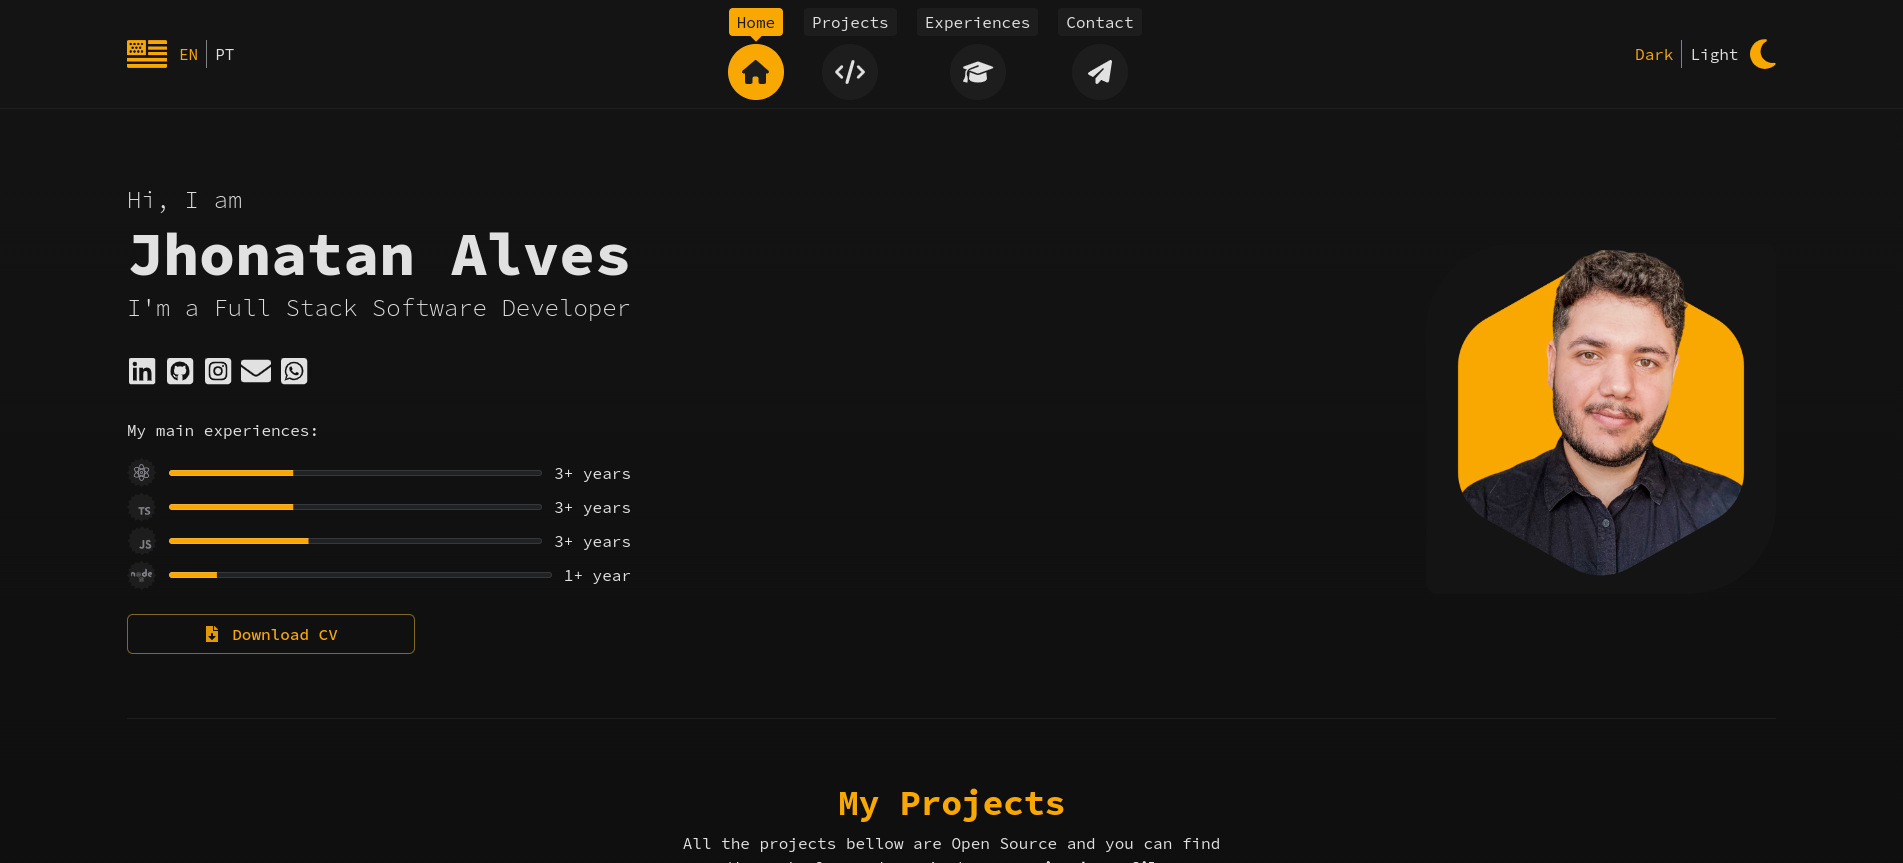 EN PT
Home Projects Experiences Contact
Dark Light
Hi, I am
Jhonatan Alves
I'm a Full Stack Software Developer
in
My main experiences:
3+ years
TS 3+ years
JS 3+ years
node 1+ year
Download CV
My Projects
All the projects bellow are Open Source and you can find